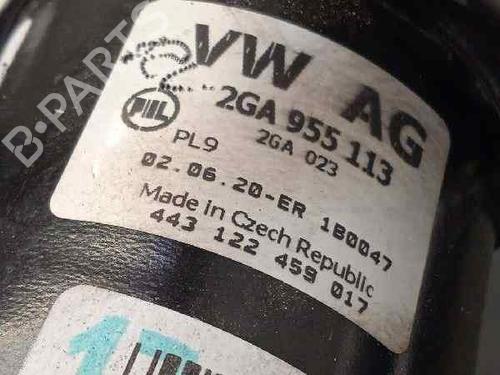 VW AG
PIIL
2GA 955 113
PL9 2GA 023
02.06.20-ER 1B0047
Made in Czech Republic
443 122 459 017
B-PARTS